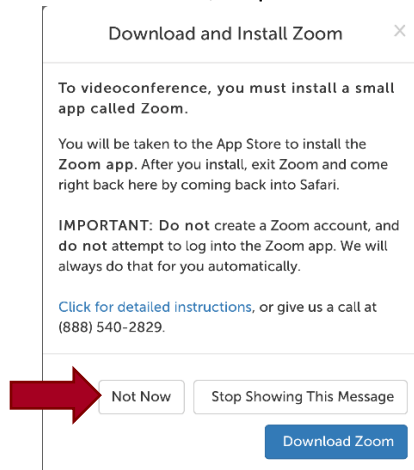 Download and Install Zoom
To videoconference, you must install a small
app called Zoom.
You will be taken to the App Store to install the
Zoom app. After you install, exit Zoom and come
right back here by coming back into Safari.
IMPORTANT: Do not create a Zoom account, and
do not attempt to log into the Zoom app. We will
always do that for you automatically.
Click for detailed instructions, or give us a call at
(888) 540-2829.
Not Now Stop Showing This Message
Download Zoom